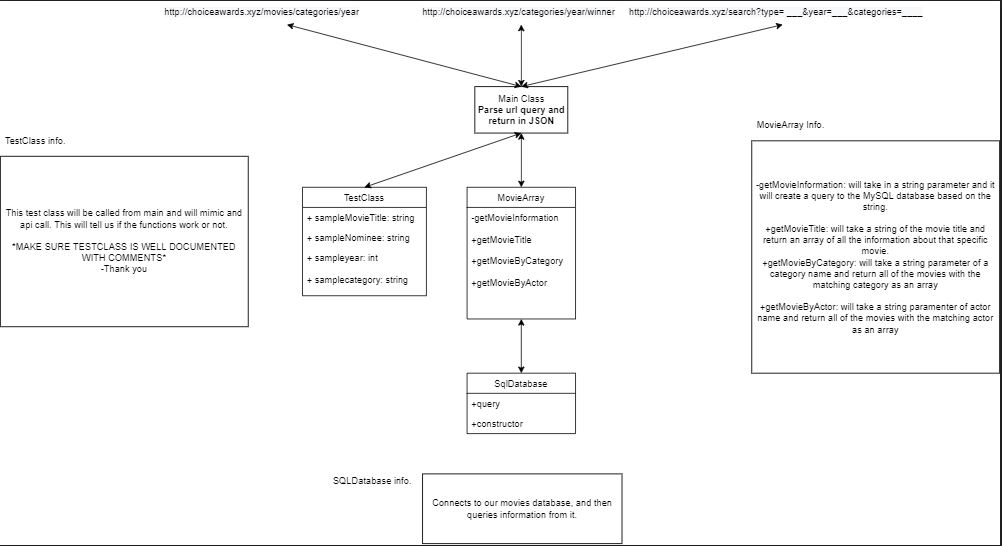 http://choiceawards.xyz/movies/categories/year
http://choiceawards.xyz/categories/year/winner
http://choiceawards.xyz/search?type= ___&year=___&categories=____
Main Class
Parse url query and
return in JSON
TestClass info.
This test class will be called from main and will mimic and
api call. This will tell us if the functions work or not.
*MAKE SURE TESTCLASS IS WELL DOCUMENTED
WITH COMMENTS*
-Thank you
TestClass
+ sampleMovieTitle: string
+ sampleNominee: string
+ sampleyear: int
+ samplecategory: string
MovieArray
-getMovieInformation
+getMovieTitle
+getMovieByCategory
+getMovieByActor
MovieArray Info.
-getMovieInformation: will take in a string parameter and it
will create a query to the MySQL database based on the
string.
+getMovieTitle: will take a string of the movie title and
return an array of all the information about that specific
movie.
+getMovieByCategory: will take a string parameter of a
category name and return all of the movies with the
matching category as an array
+getMovieByActor: will take a string paramenter of actor
name and return all of the movies with the matching actor
as an array
SqlDatabase
+query
+constructor
SQLDatabase info.
Connects to our movies database, and then
queries information from it.